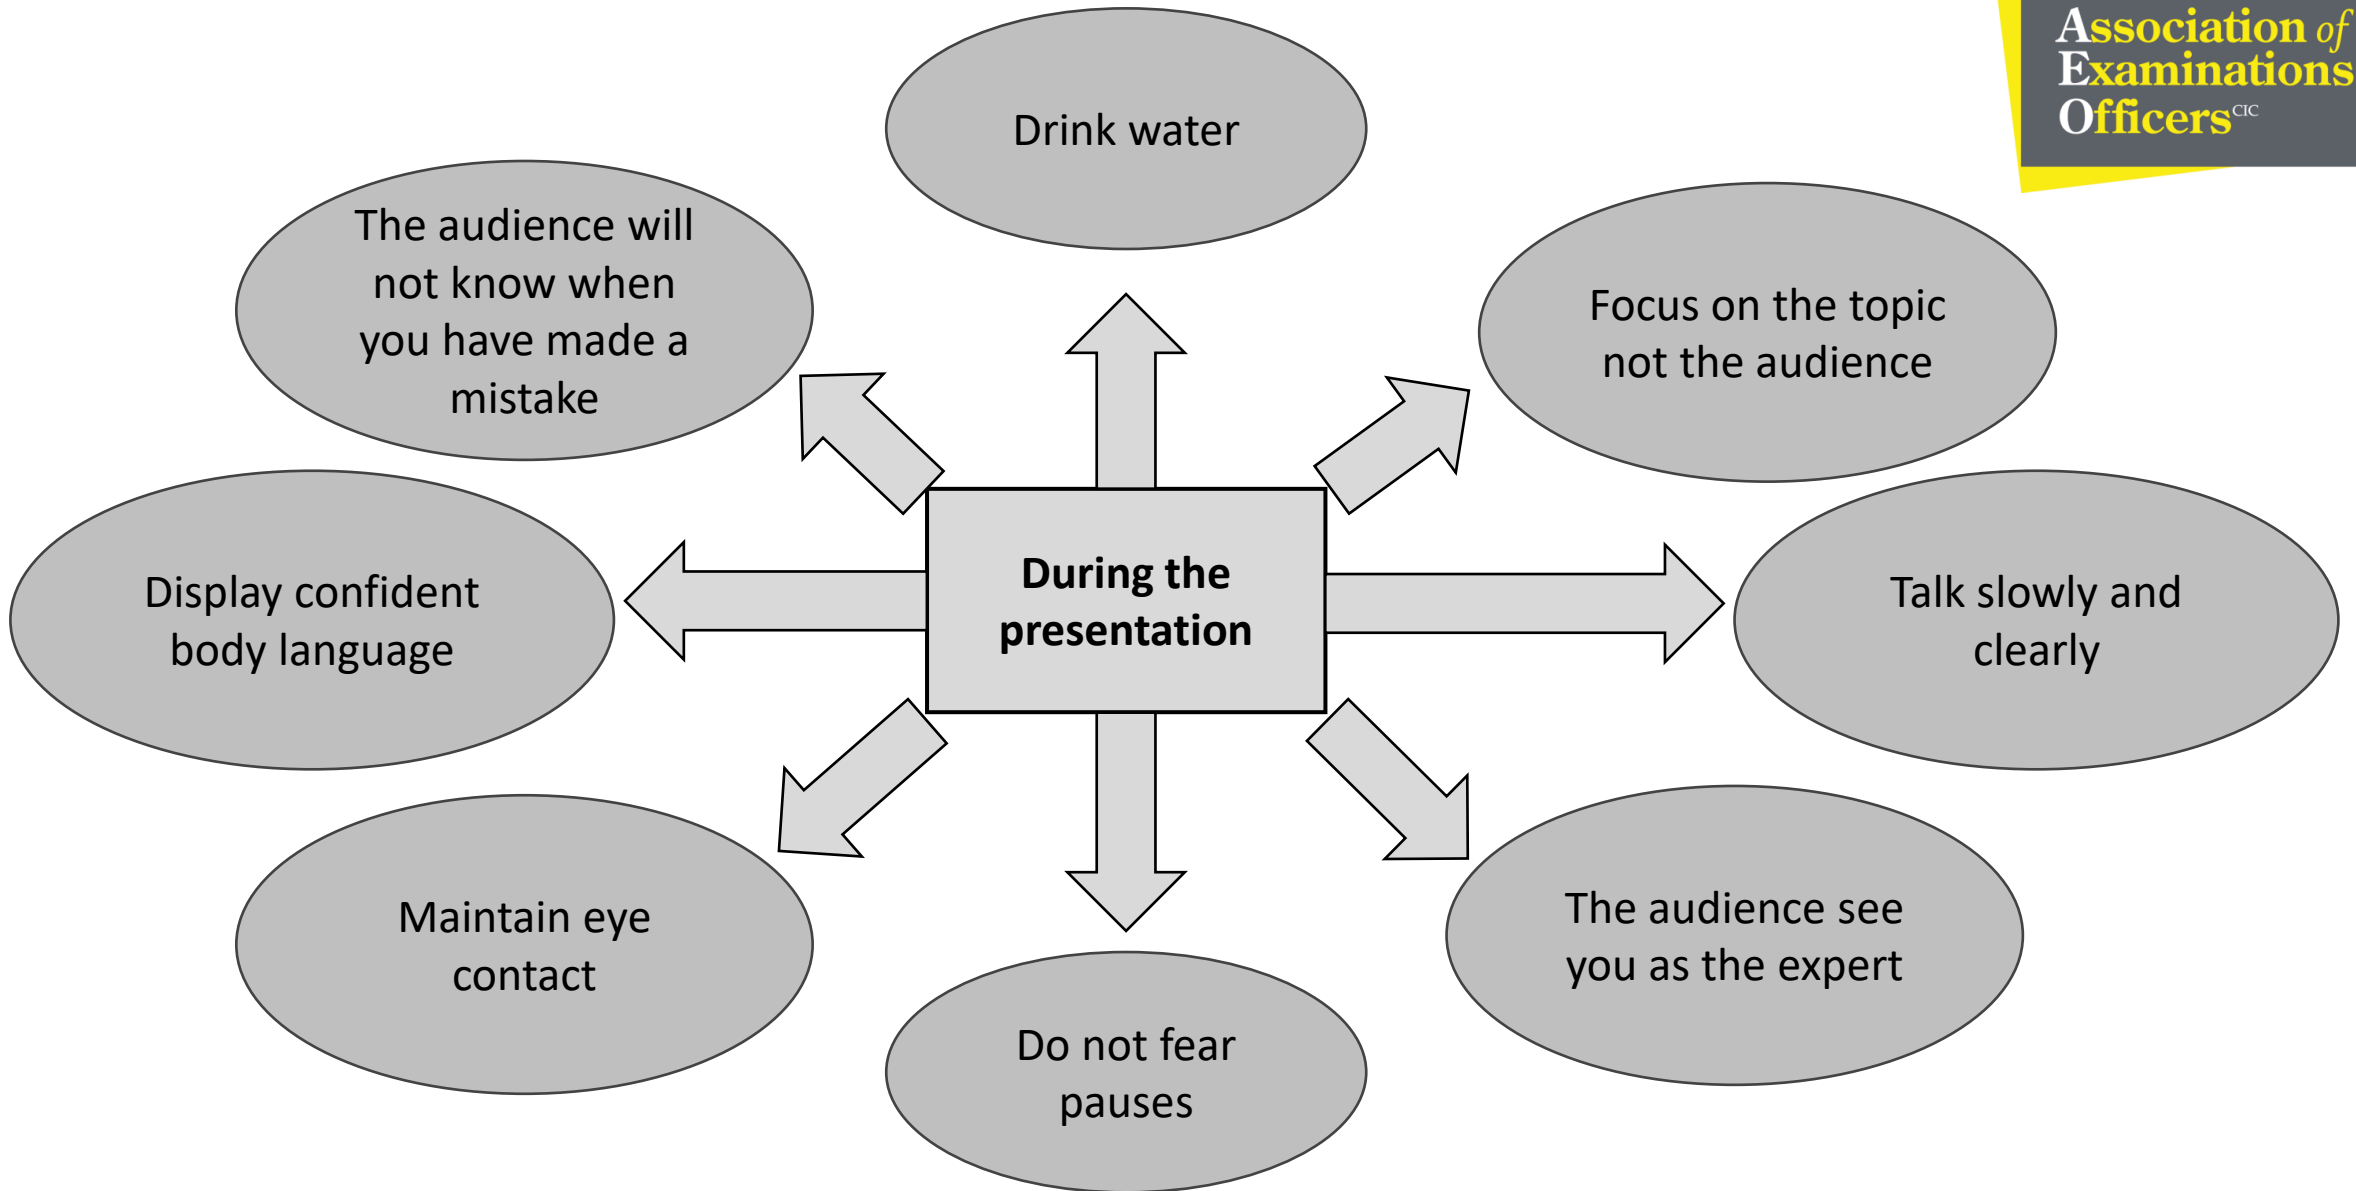 Association of
Examinations
Officers CIC
Drink water
The audience will
not know when
you have made a
mistake
Focus on the topic
not the audience
During the
presentation
Display confident
body language
Talk slowly and
clearly
Maintain eye
contact
The audience see
you as the expert
Do not fear
pauses